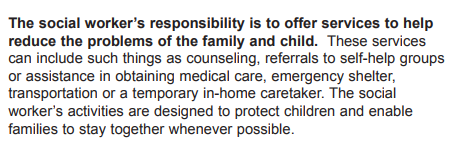 The social worker’s responsibility is to offer services to help
reduce the problems of the family and child.  These services
can include such things as counseling, referrals to self-help groups
or assistance in obtaining medical care, emergency shelter,
transportation or a temporary in-home caretaker. The social
worker’s activities are designed to protect children and enable
families to stay together whenever possible.